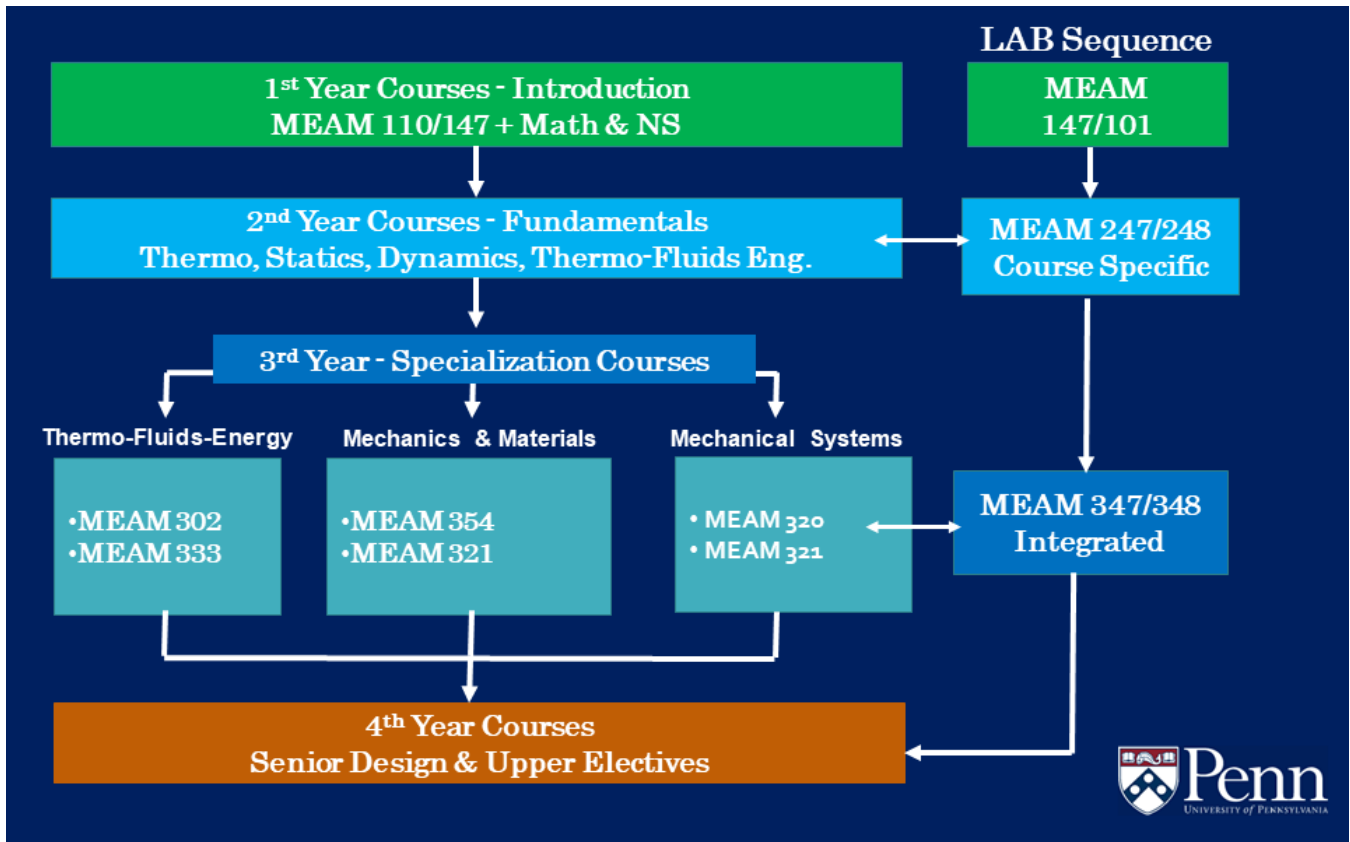 LAB Sequence
1st Year Courses - Introduction
MEAM 110/147 + Math & NS
MEAM
147/101
2nd Year Courses - Fundamentals
Thermo, Statics, Dynamics, Thermo-Fluids Eng.
MEAM 247/248
Course Specific
3rd Year - Specialization Courses
Thermo-Fluids-Energy
•MEAM 302
•MEAM 333
Mechanics & Materials
•MEAM 354
•MEAM 321
Mechanical Systems
• MEAM 320
• MEAM 321
MEAM 347/348
Integrated
4th Year Courses
Senior Design & Upper Electives
Penn
UNIVERSITY of PENNSYLVANIA